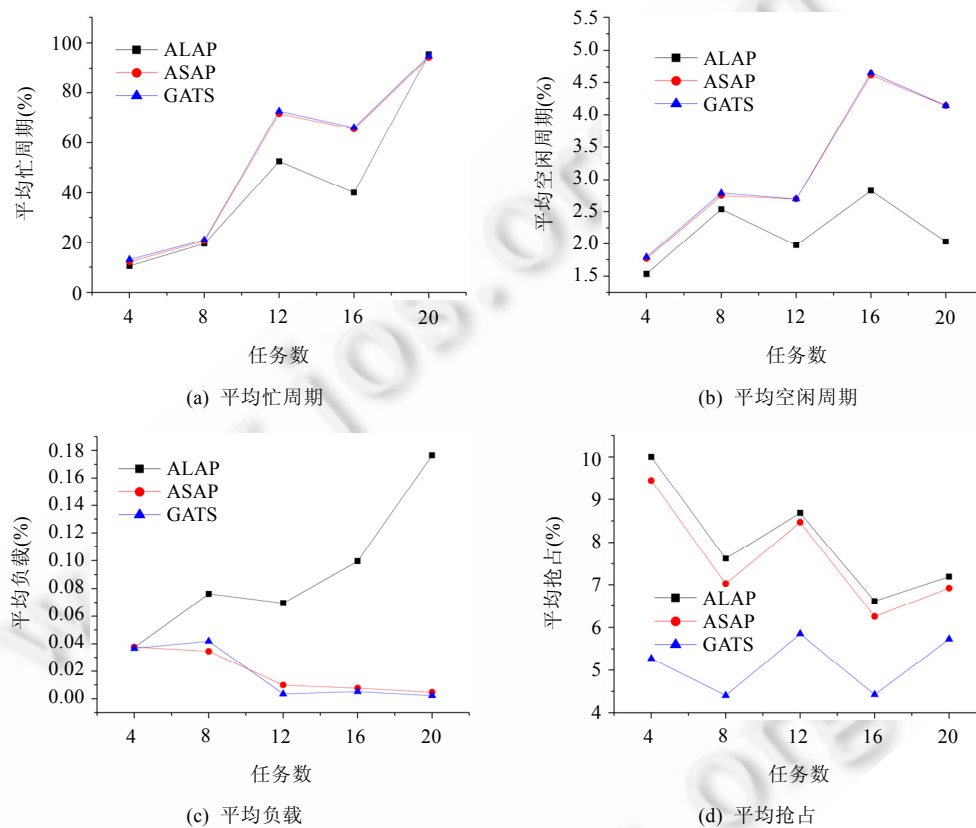 100
80
60
40
20
0
ALAP
ASAP
GATS
平均忙周期(%)
4 8 12 16 20
任务数
(a) 平均忙周期
5.5
5.0
4.5
4.0
3.5
3.0
2.5
2.0
1.5
ALAP
ASAP
GATS
平均空闲周期(%)
4 8 12 16 20
任务数
(b) 平均空闲周期
0.18
0.16
0.14
0.12
0.10
0.08
0.06
0.04
0.02
0.00
ALAP
ASAP
GATS
平均负载(%)
4 8 12 16 20
任务数
(c) 平均负载
10
9
8
7
6
5
4
ALAP
ASAP
GATS
平均抢占(%)
4 8 12 16 20
任务数
(d) 平均抢占